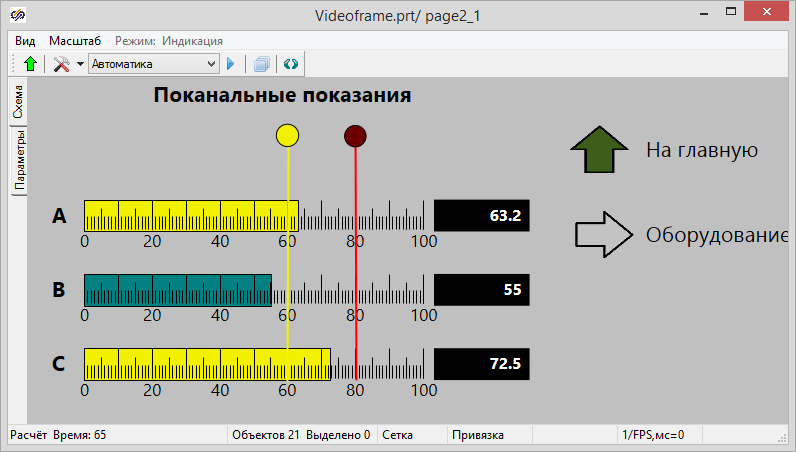 Videoframe.prt/ page2_1
Вид Масштаб Режим: Индикация
Автоматика
Схема
Параметры
Поканальные показания
На главную
Оборудование
A 63.2
0 20 40 60 80 100
B 55
0 20 40 60 80 100
C 72.5
0 20 40 60 80 100
Расчёт Время: 65 Объектов 21 Выделено 0 Сетка Привязка 1/FPS,мс=0